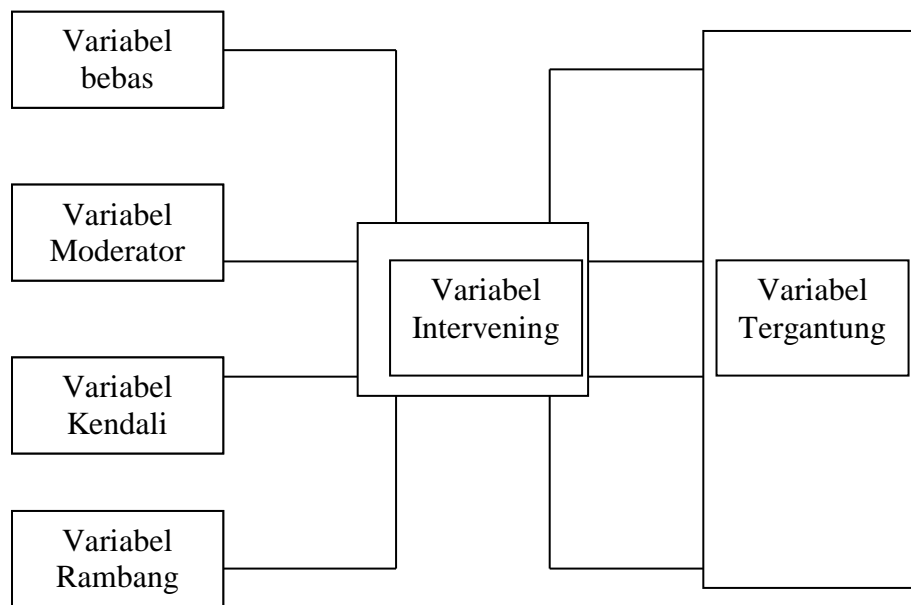 Variabel
bebas
Variabel
Moderator
Variabel
Kendali
Variabel
Rambang
Variabel
Intervening
Variabel
Tergantung